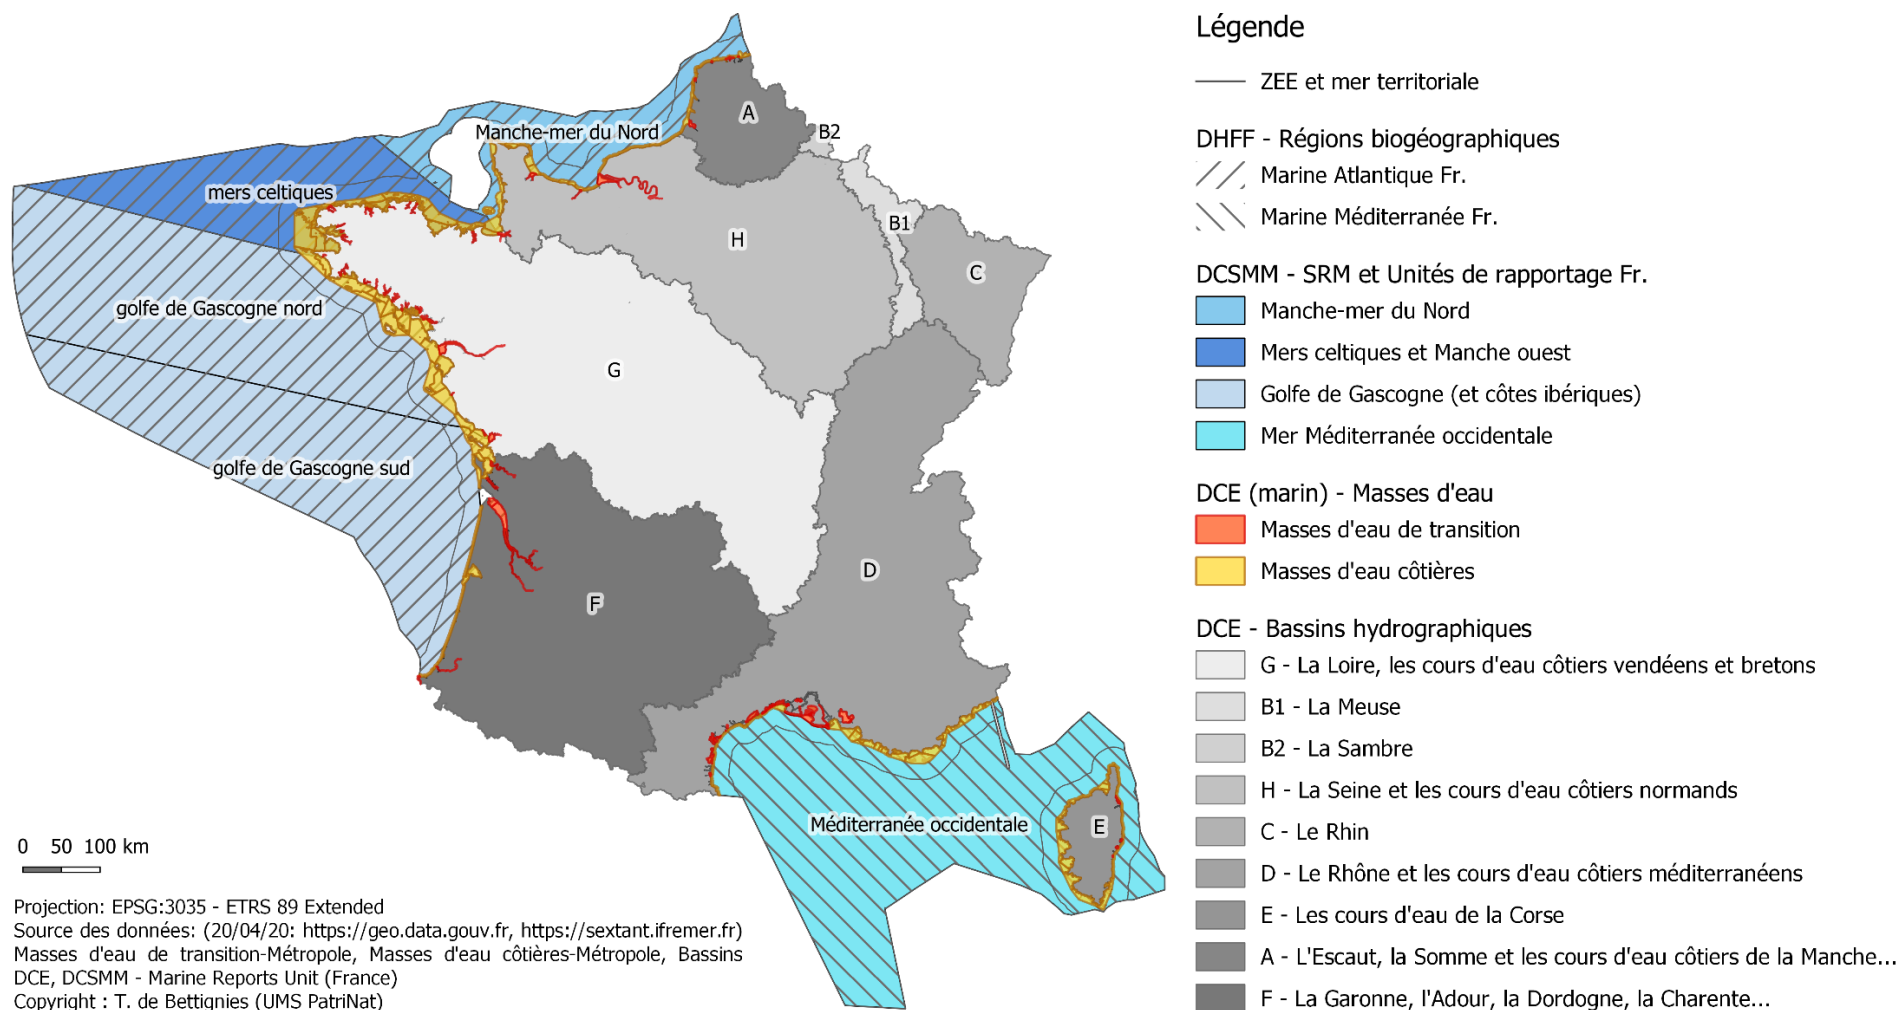 Manche-mer du Nord
mers celtiques
golfe de Gascogne nord
golfe de Gascogne sud
Méditerranée occidentale
A
B2
B1
H
C
G
D
F
E
0 50 100 km
Projection: EPSG:3035 - ETRS 89 Extended
Source des données: (20/04/20: https://geo.data.gouv.fr, https://sextant.ifremer.fr)
Masses d'eau de transition-Métropole, Masses d'eau côtières-Métropole, Bassins
DCE, DCSMM - Marine Reports Unit (France)
Copyright : T. de Bettignies (UMS PatriNat)
Légende
ZEE et mer territoriale
DHFF - Régions biogéographiques
Marine Atlantique Fr.
Marine Méditerranée Fr.
DCSMM - SRM et Unités de rapportage Fr.
Manche-mer du Nord
Mers celtiques et Manche ouest
Golfe de Gascogne (et côtes ibériques)
Mer Méditerranée occidentale
DCE (marin) - Masses d'eau
Masses d'eau de transition
Masses d'eau côtières
DCE - Bassins hydrographiques
G - La Loire, les cours d'eau côtiers vendéens et bretons
B1 - La Meuse
B2 - La Sambre
H - La Seine et les cours d'eau côtiers normands
C - Le Rhin
D - Le Rhône et les cours d'eau côtiers méditerranéens
E - Les cours d'eau de la Corse
A - L'Escaut, la Somme et les cours d'eau côtiers de la Manche...
F - La Garonne, l'Adour, la Dordogne, la Charente...